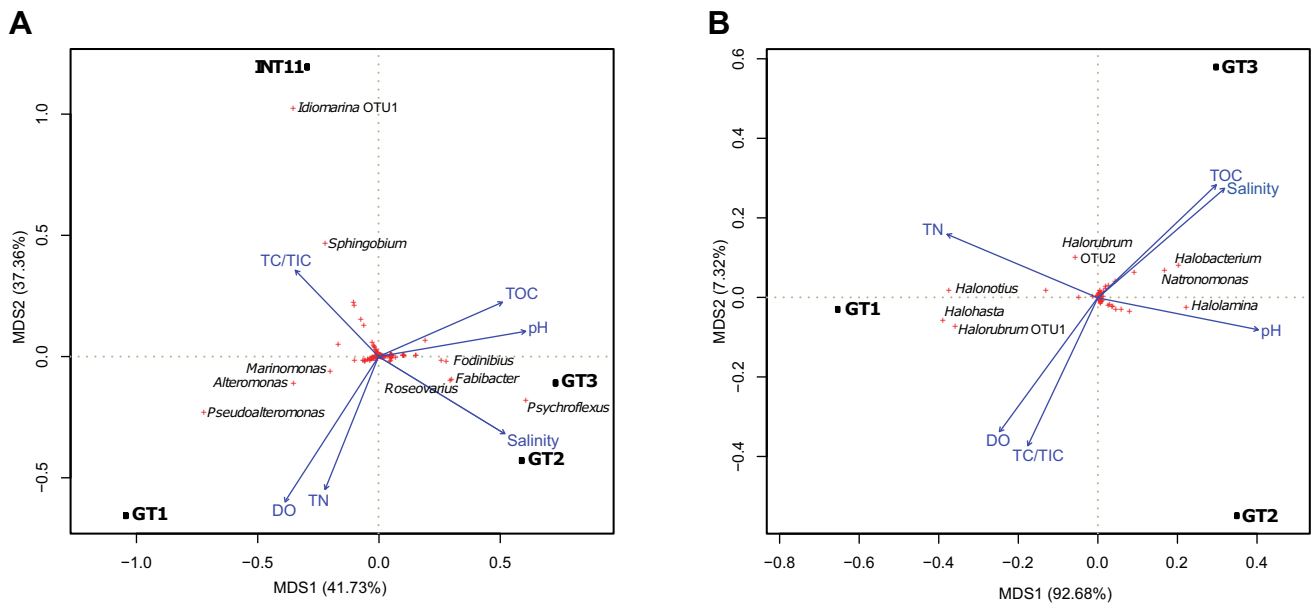 A
INT11
Idiomarina OTU1
Sphingobium
TC/TIC
TOC
pH
Marinomonas
Alteromonas
Pseudoalteromonas
Fodinibius
Fabibacter
Roseovarius
Psychroflexus
GT3
Salinity
GT2
TN
DO
GT1
1.0
0.5
0.0
−0.5
MDS2 (37.36%)
−1.0
−0.5
0.0
0.5
MDS1 (41.73%)
B
GT3
TOC
Salinity
TN
Halorubrum
OTU2
Halobacterium
Natronomonas
Halonotius
Halolamina
GT1
Halohasta
Halorubrum OTU1
pH
DO
TC/TIC
GT2
0.6
0.4
0.2
0.0
−0.2
−0.4
MDS2 (7.32%)
−0.8
−0.6
−0.4
−0.2
0.0
0.2
0.4
MDS1 (92.68%)